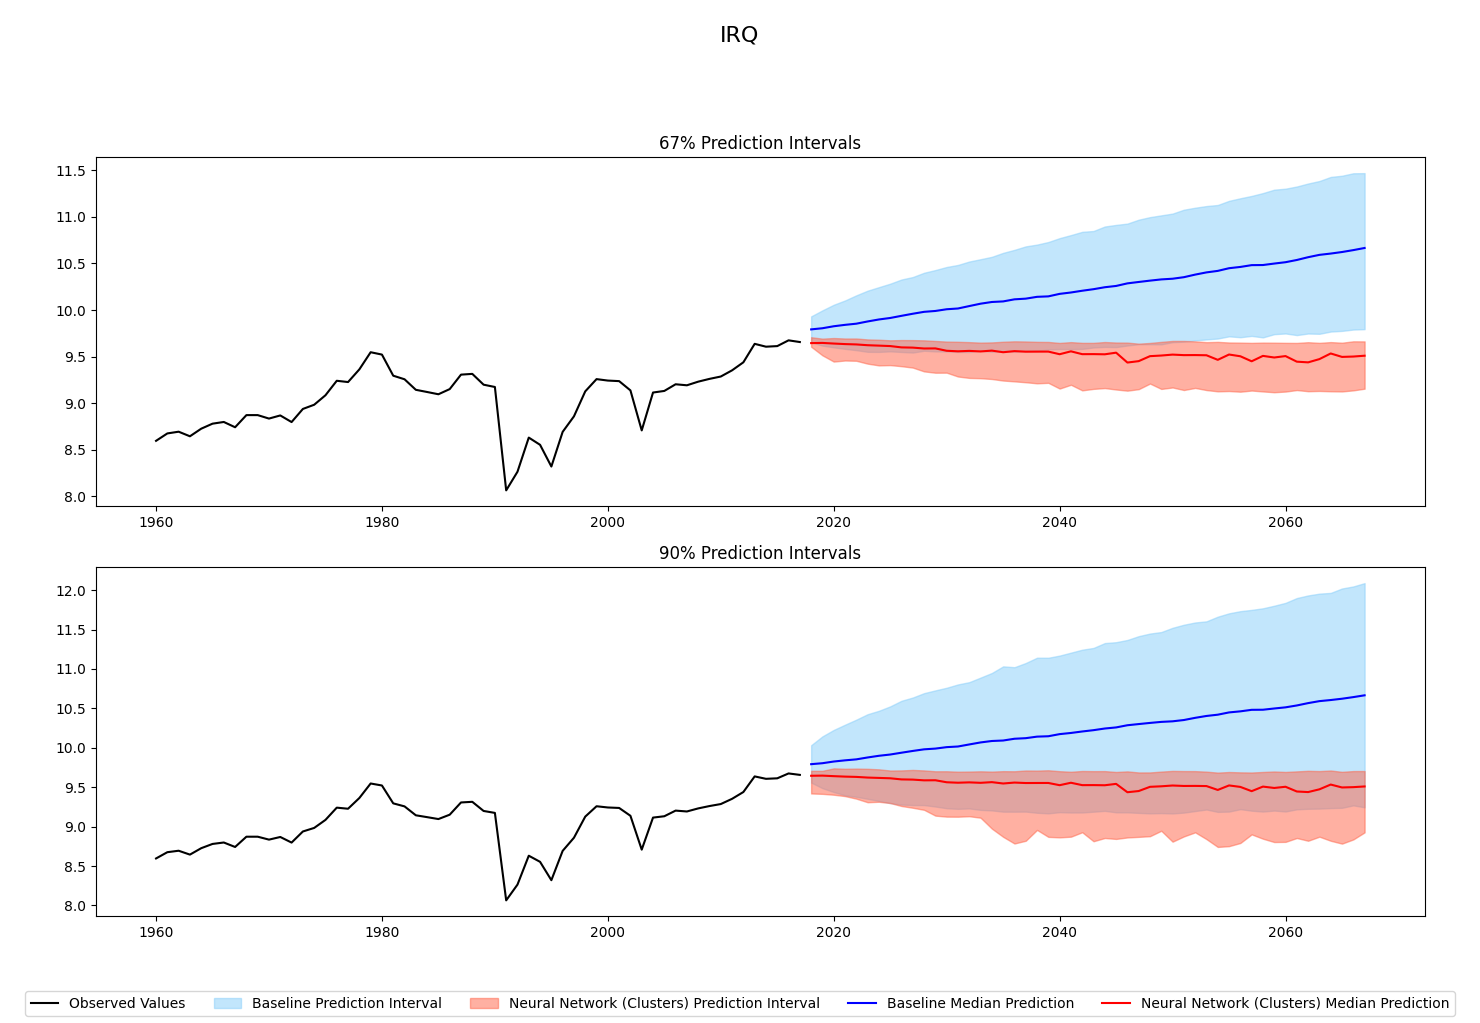 IRQ
67% Prediction Intervals
11.5
11.0
10.5
10.0
9.5
9.0
8.5
8.0
1960 1980 2000 2020 2040 2060
90% Prediction Intervals
12.0
11.5
11.0
10.5
10.0
9.5
9.0
8.5
8.0
1960 1980 2000 2020 2040 2060
Observed Values Baseline Prediction Interval Neural Network (Clusters) Prediction Interval Baseline Median Prediction Neural Network (Clusters) Median Prediction